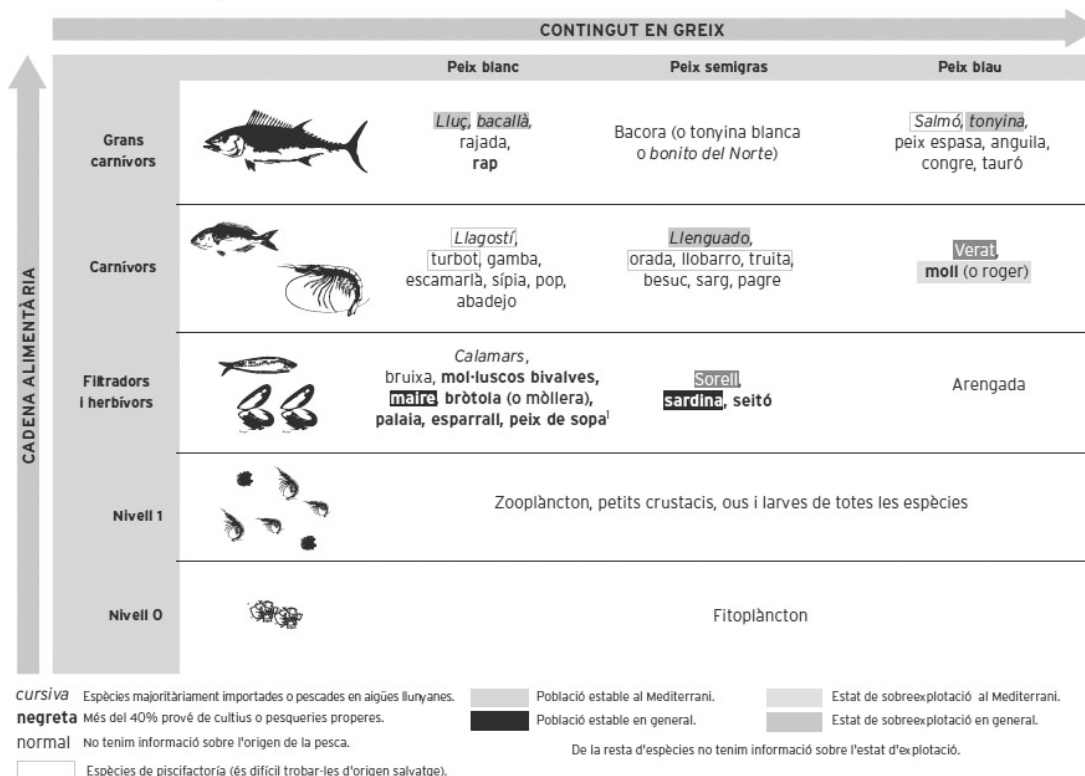 CONTINGUT EN GREIX
Peix blanc
Peix semigras
Peix blau
CADENA ALIMENTÀRIA
Grans
carnívors
Lluç, bacallà,
rajada,
rap
Bacora (o tonyina blanca
o bonito del Norte)
Salmó, tonyina,
peix espasa, anguila,
congre, tauró
Carnívors
Llagostí,
turbot, gamba,
escamarlà, sípia, pop,
abadejo
Llenguado,
orada, llobarro, truita,
besuc, sarg, pagre
Verat,
moll (o roger)
Filtradors
i herbívors
Calamars,
bruixa, mol·luscos bivalves,
maire, bròtola (o mòllera),
palaia, esparrall, peix de sopa¹
Sorell,
sardina, seitó
Arengada
Nivell 1
Zooplàncton, petits crustacis, ous i larves de totes les espècies
Nivell 0
Fitoplàncton
cursiva Espècies majoritàriament importades o pescades en aigües llunyanes.
negreta Més del 40% prové de cultius o pesqueries properes.
normal No tenim informació sobre l'origen de la pesca.
Espècies de piscifactoria (és difícil trobar-les d'origen salvatge).
Població estable al Mediterrani.
Població estable en general.
Estat de sobreexplotació al Mediterrani.
Estat de sobreexplotació en general.
De la resta d'espècies no tenim informació sobre l'estat d'explotació.